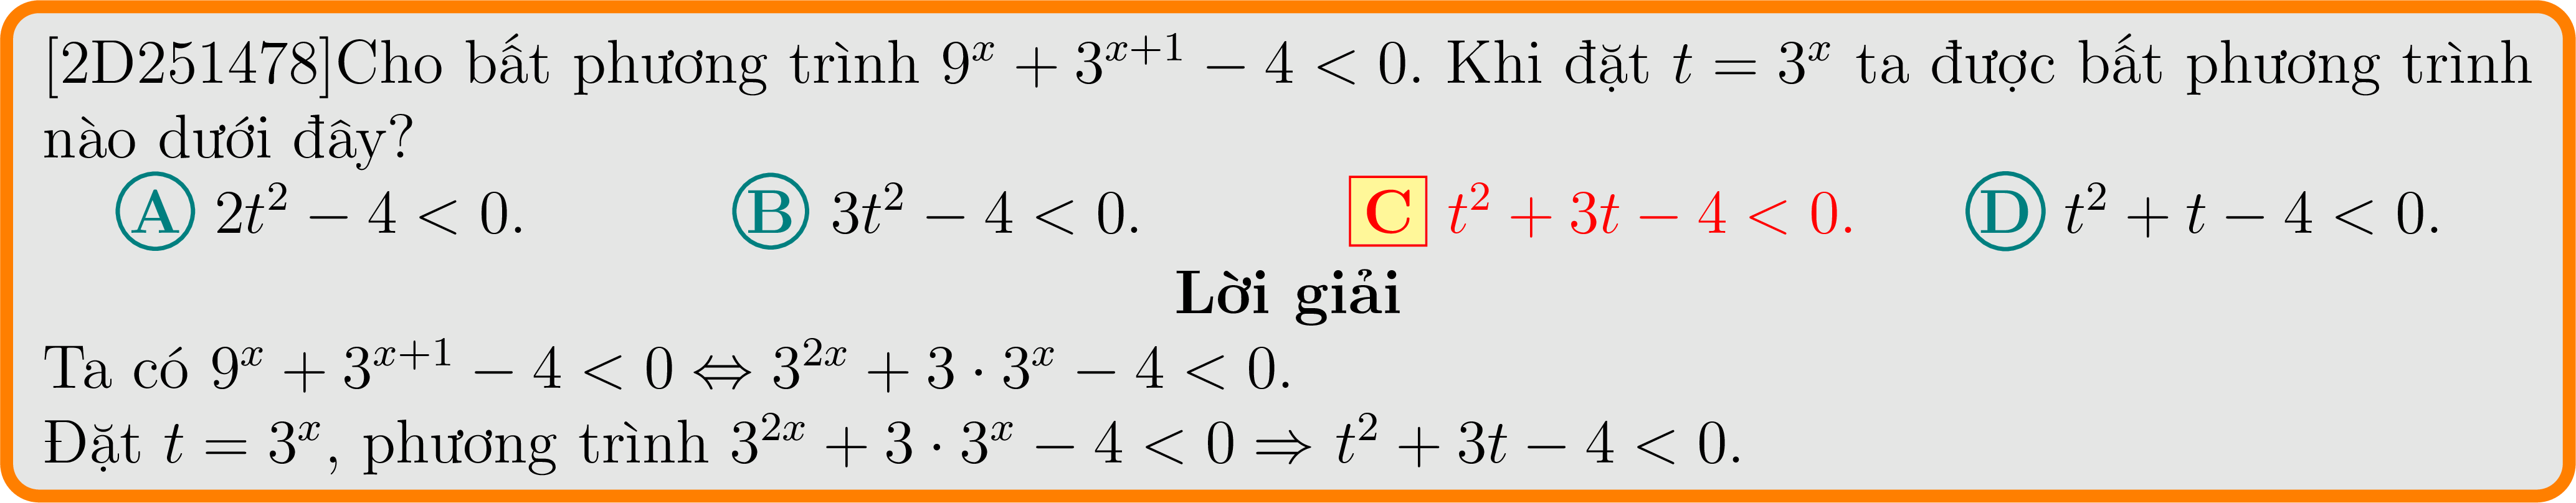 [2D251478]Cho bất phương trình $9^x + 3^{x+1} - 4 < 0$. Khi đặt $t = 3^x$ ta được bất phương trình
nào dưới đây?
A $2t^2 - 4 < 0$. B $3t^2 - 4 < 0$. C $t^2 + 3t - 4 < 0$. D $t^2 + t - 4 < 0$.
Lời giải
Ta có $9^x + 3^{x+1} - 4 < 0 \Leftrightarrow 3^{2x} + 3 \cdot 3^x - 4 < 0$.
Đặt $t = 3^x$, phương trình $3^{2x} + 3 \cdot 3^x - 4 < 0 \Rightarrow t^2 + 3t - 4 < 0$.